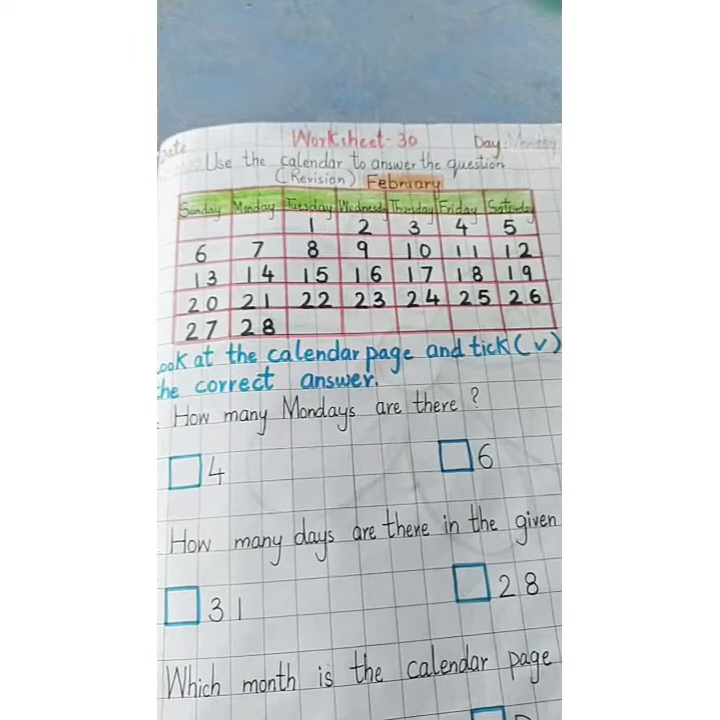 Worksheet-30 Day:
Use the calendar to answer the question
(Revision) February
Sunday Monday Tuesday Wednesday Thursday Friday Saturday
1 2 3 4 5
6 7 8 9 10 11 12
13 14 15 16 17 18 19
20 21 22 23 24 25 26
27 28
at the calendar page and tick (✓)
correct answer.
How many Mondays are there ?
4 6
How many days are there in the given
31 28
Which month is the calendar page